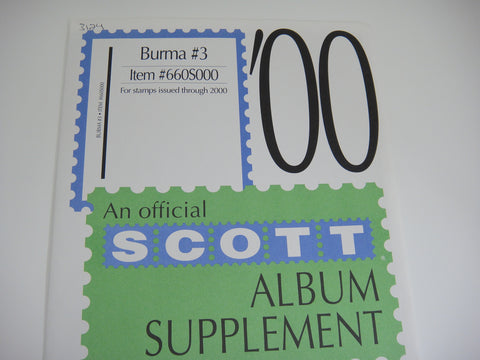 Burma #3
Item #660S000
For stamps issued through 2000
'00
An official
SCOTT
ALBUM
SUPPLEMENT